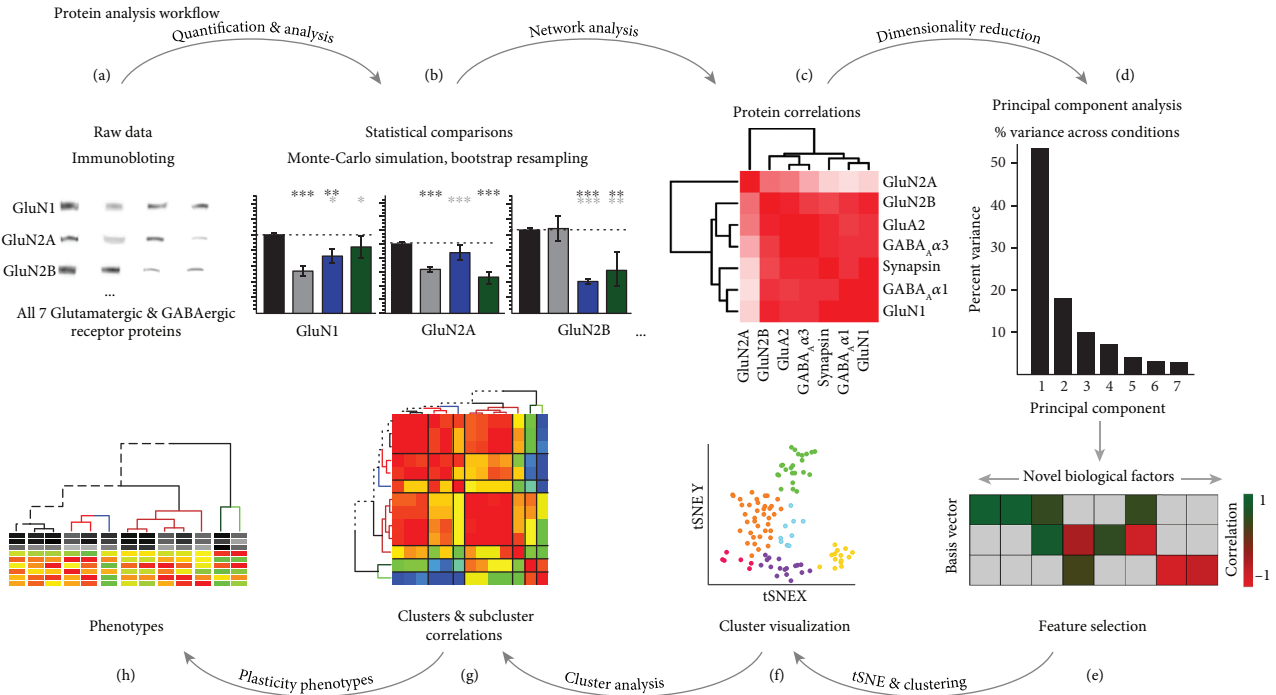 Protein analysis workflow
Quantification & analysis
Network analysis
Dimensionality reduction
(a)
(b)
(c)
(d)
Raw data
Immunobloting
GluN1
GluN2A
GluN2B
...
All 7 Glutamatergic & GABAergic
receptor proteins
Statistical comparisons
Monte-Carlo simulation, bootstrap resampling
*** ** * *
*** *** ***
*** *** ** **
GluN1
GluN2A
GluN2B
...
Protein correlations
GluN2A
GluN2B
GluA2
GABA_Aα3
Synapsin
GABA_Aα1
GluN1
GluN2A
GluN2B
GluA2
GABA_Aα3
Synapsin
GABA_Aα1
GluN1
Principal component analysis
% variance across conditions
Percent variance
50
40
30
20
10
1 2 3 4 5 6 7
Principal component
Novel biological factors
Basis vector
Correlation
1
−1
Feature selection
(e)
tSNE & clustering
tSNE Y
tSNEX
Cluster visualization
(f)
Cluster analysis
Clusters & subcluster
correlations
(g)
Plasticity phenotypes
Phenotypes
(h)